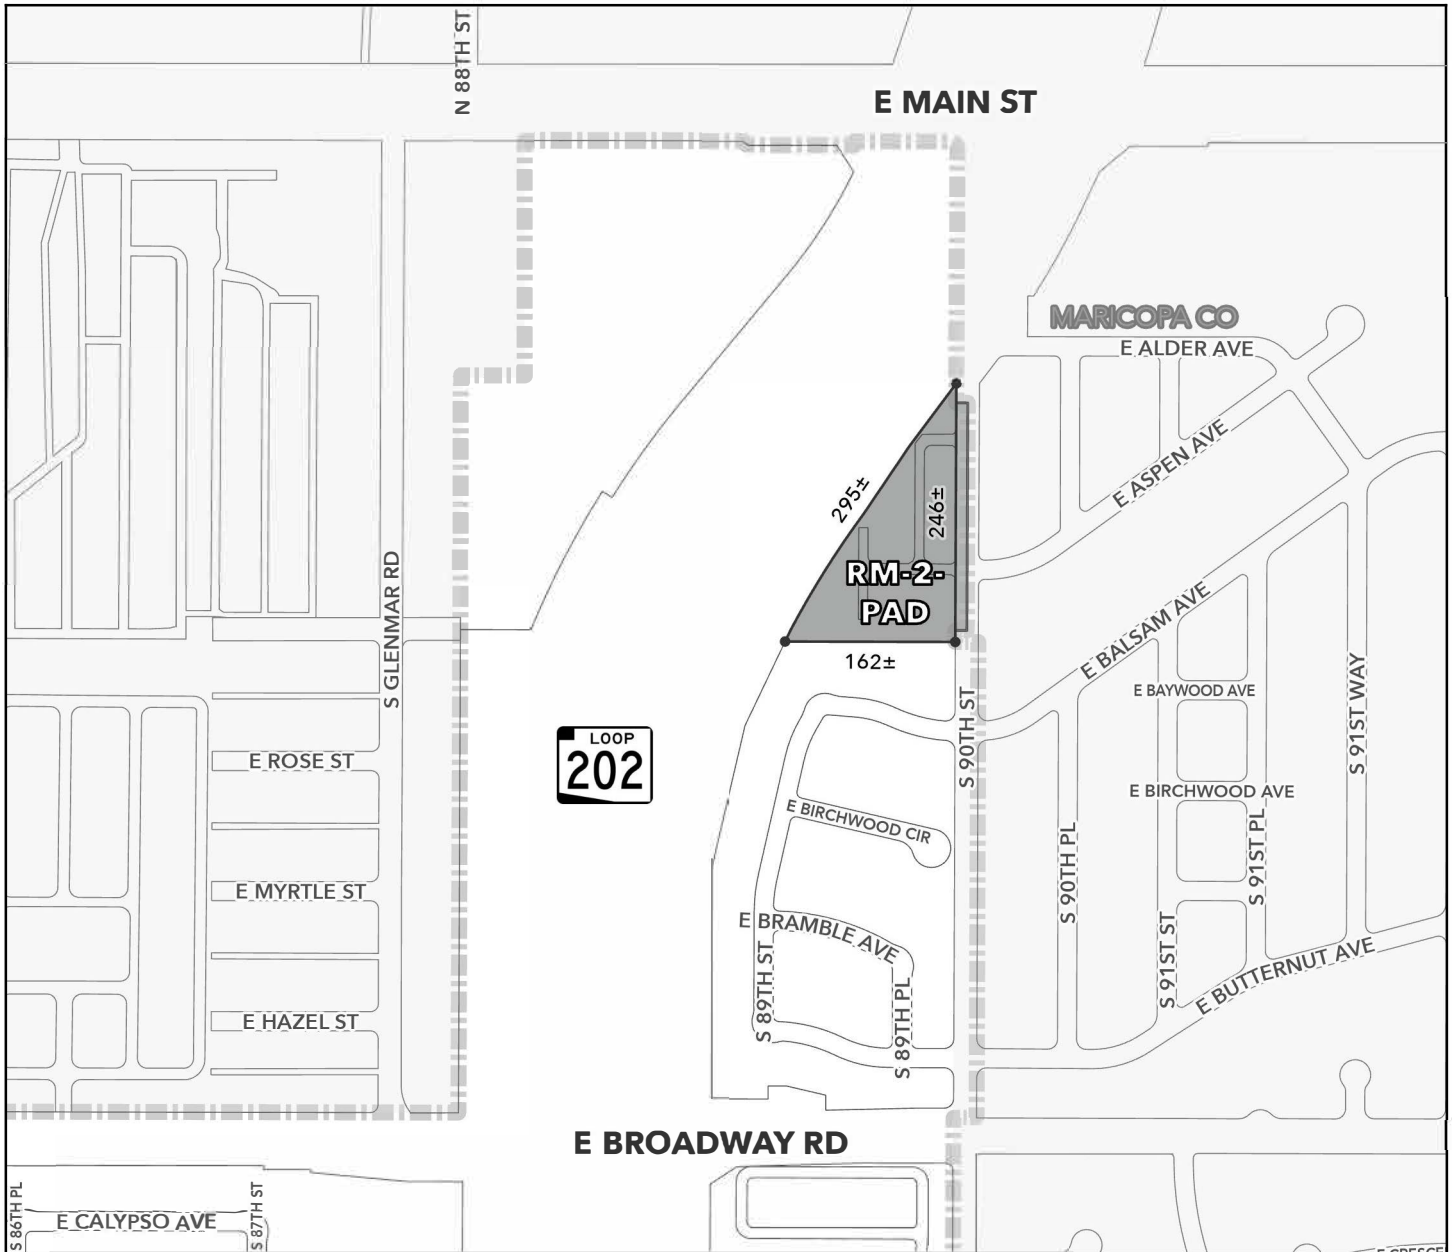 N 88TH ST
E MAIN ST
MARICOPA CO
E ALDER AVE
E ASPEN AVE
295±
246±
RM-2-
PAD
162±
S GLENMAR RD
E BALSAM AVE
E BAYWOOD AVE
S 91ST WAY
S 90TH ST
LOOP
202
E ROSE ST
E BIRCHWOOD AVE
E BIRCHWOOD CIR
S 90TH PL
S 91ST PL
E MYRTLE ST
E BRAMBLE AVE
S 89TH ST
S 89TH PL
S 91ST ST
E BUTTERNUT AVE
E HAZEL ST
E BROADWAY RD
S 86TH PL
E CALYPSO AVE
S 87TH ST